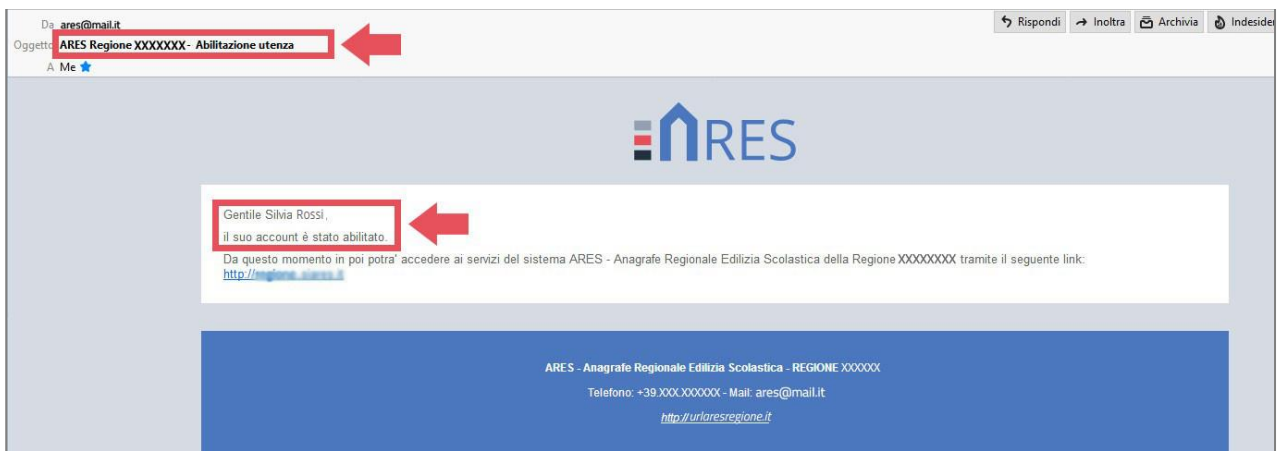 Da ares@mail.it
Rispondi Inoltra Archivia Indesider
Oggetto ARES Regione XXXXXXX - Abilitazione utenza
A Me
ARES
Gentile Silvia Rossi,
il suo account è stato abilitato.
Da questo momento in poi potra' accedere ai servizi del sistema ARES - Anagrafe Regionale Edilizia Scolastica della Regione XXXXXXXX tramite il seguente link:
http://
ARES - Anagrafe Regionale Edilizia Scolastica - REGIONE XXXXXX
Telefono: +39.XXX.XXXXXX - Mail: ares@mail.it
http://urlaresregione.it